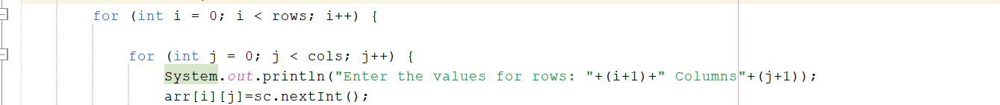 for (int i = 0; i < rows; i++) {
for (int j = 0; j < cols; j++) {
System.out.println("Enter the values for rows: "+(i+1)+" Columns"+(j+1));
arr[i][j]=sc.nextInt();